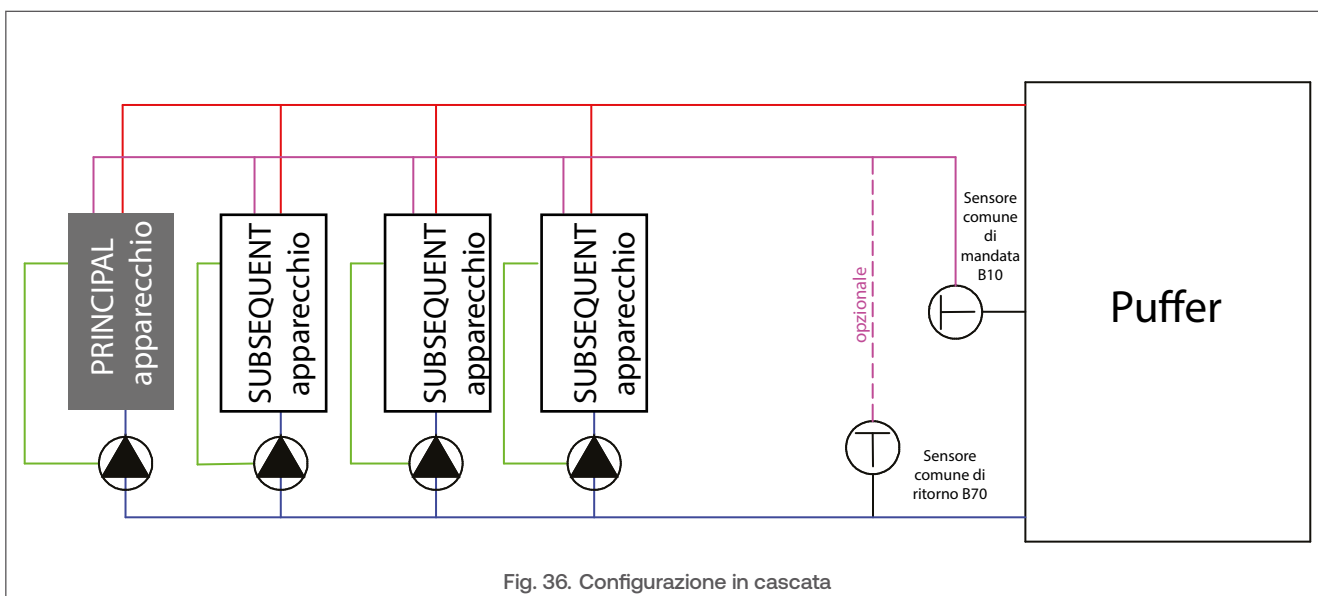 PRINCIPAL
apparecchio
SUBSEQUENT
apparecchio
SUBSEQUENT
apparecchio
SUBSEQUENT
apparecchio
opzionale
Sensore
comune
di
mandata
B10
Sensore
comune di
ritorno B70
Puffer
Fig. 36. Configurazione in cascata